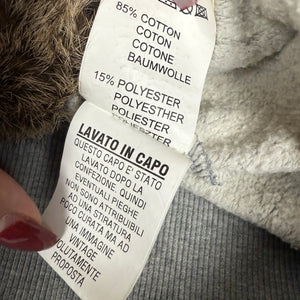 85% COTTON
COTON
COTONE
BAUMWOLLE
15% POLYESTER
POLYESTHER
POLIESTERE
LAVATO IN CAPO
QUESTO CAPO E' STATO
LAVATO DOPO LA
CONFEZIONE, QUINDI
EVENTUALI PIEGHE
NON SONO ATTRIBUIBILI
AD UNA STIRATURA
POCO CURATA MA AD
UNA IMMAGINE
VINTAGE
VOLUTAMENTE
PROPOSTA